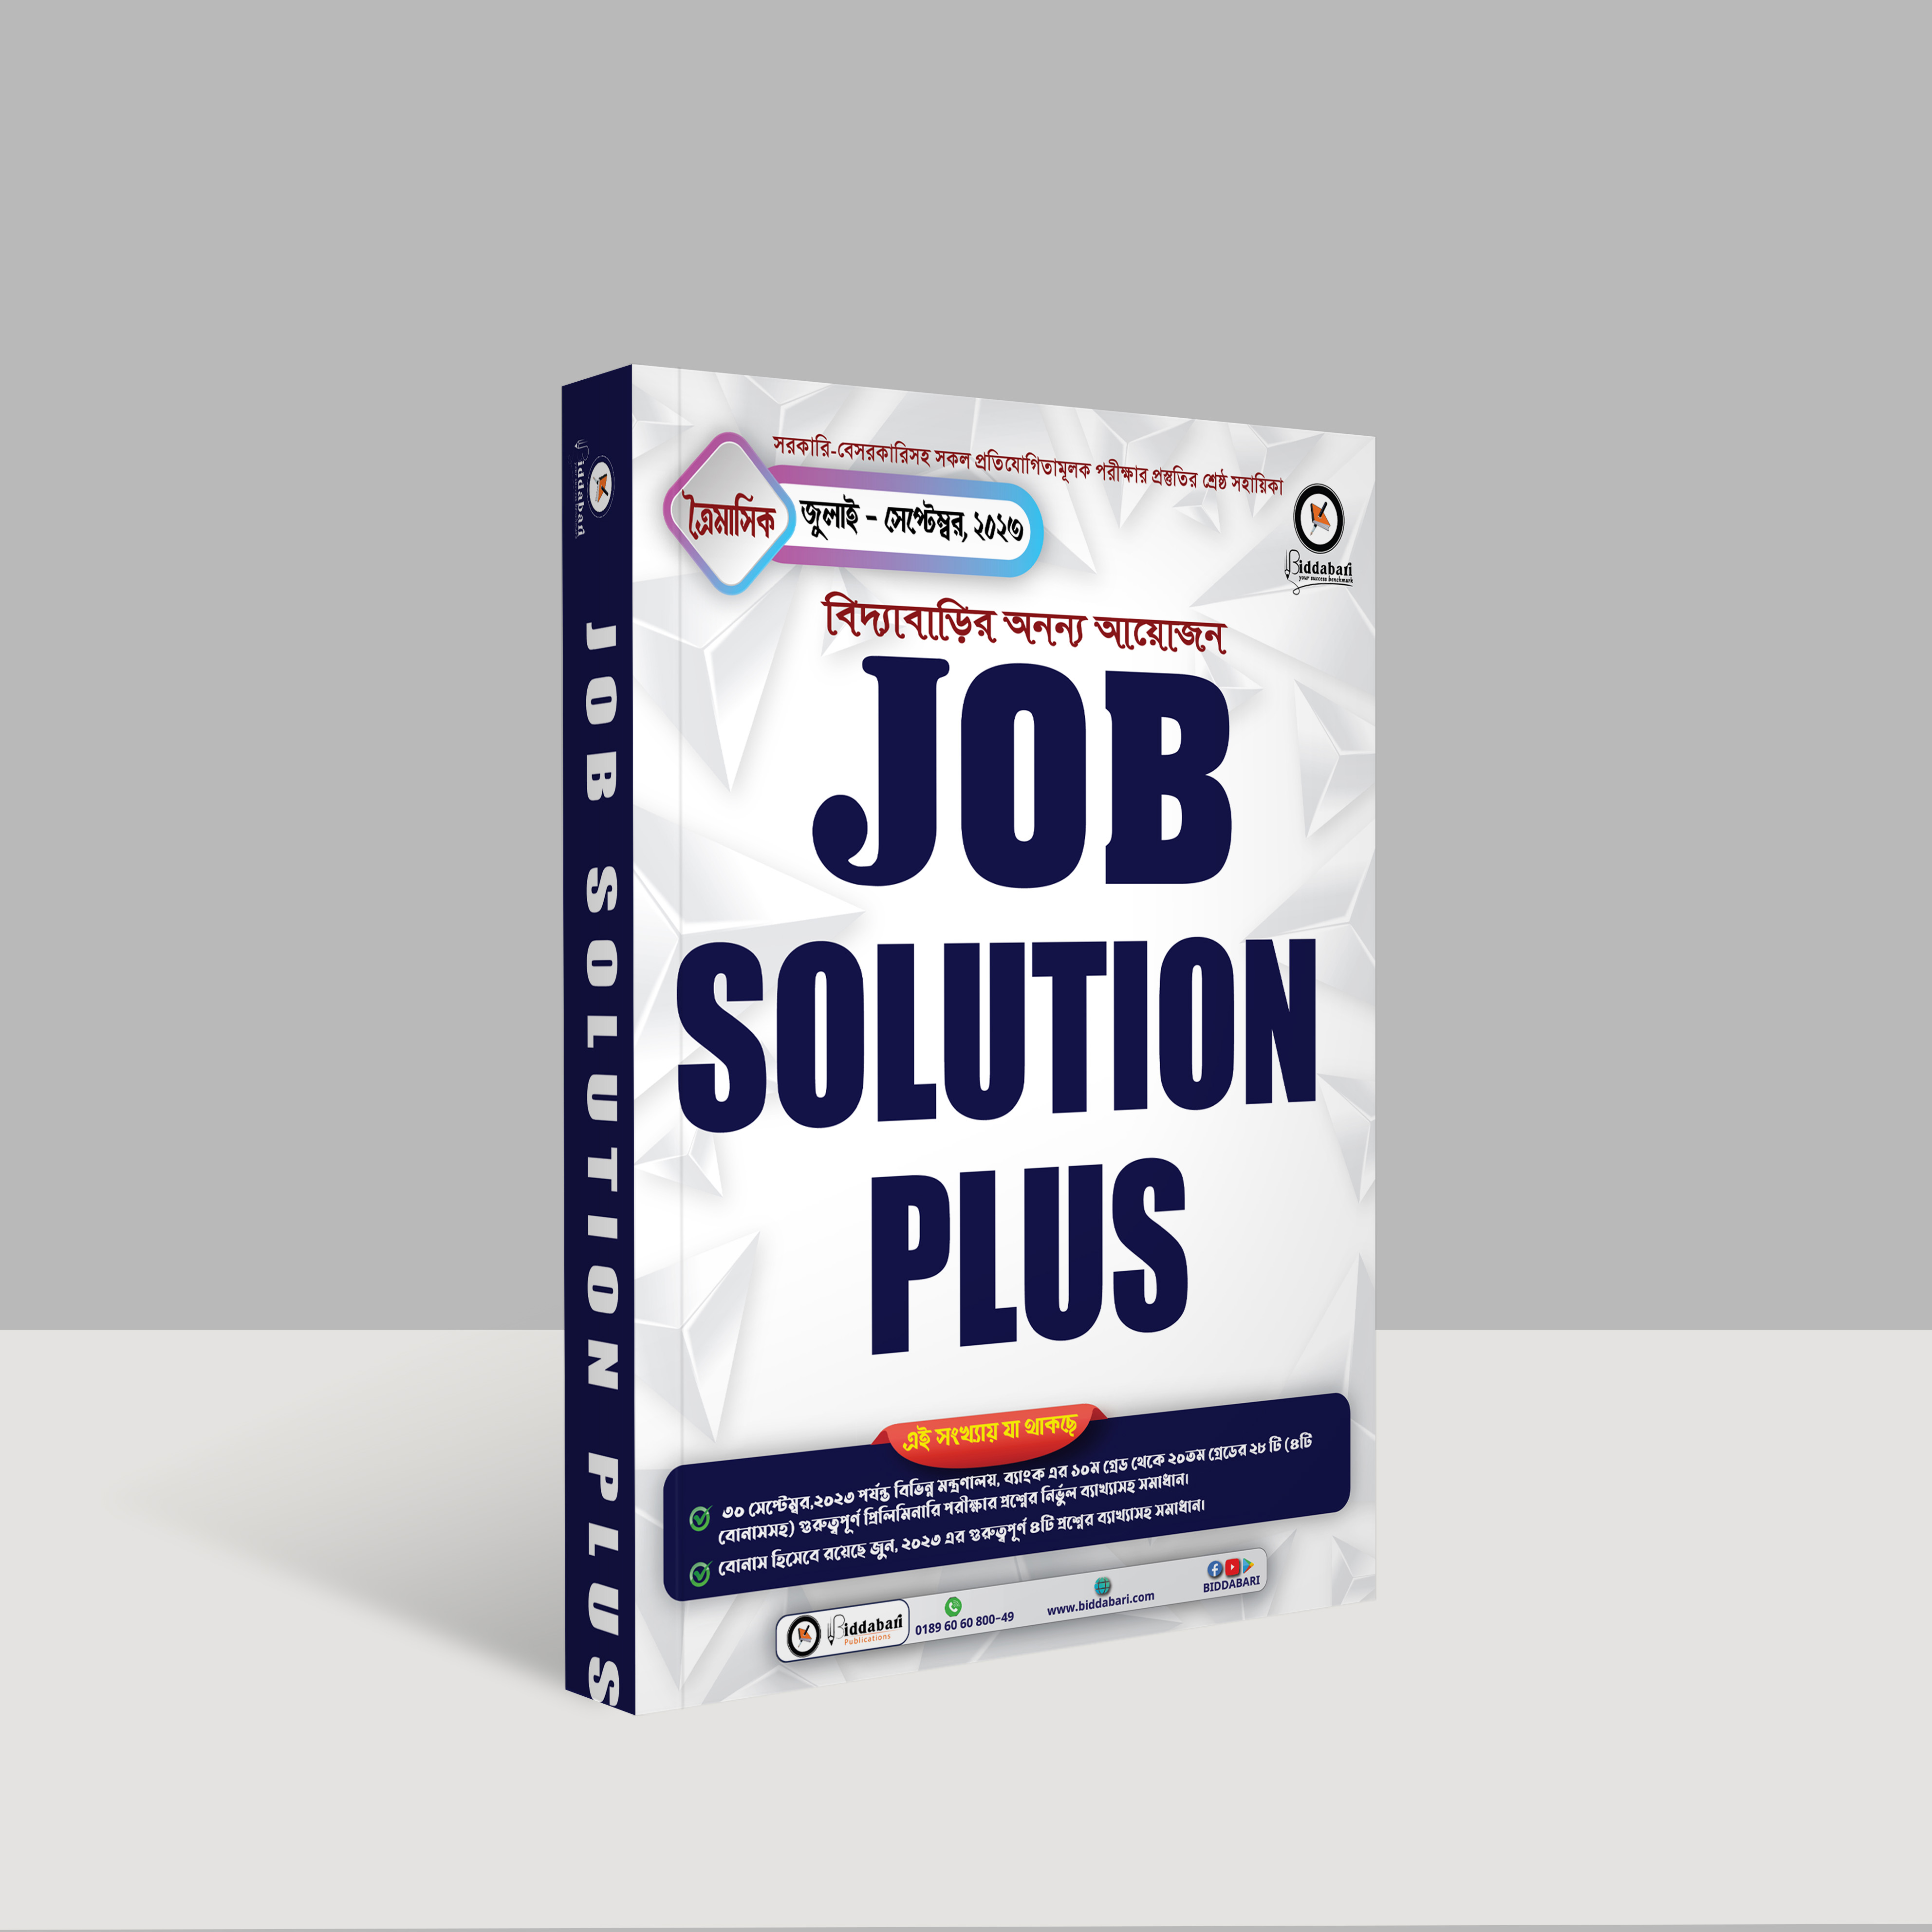 সরকারি-বেসরকারিসহ সকল প্রতিযোগিতামূলক পরীক্ষার প্রস্তুতির শ্রেষ্ঠ সহায়িকা
ত্রৈমাসিক
জুলাই - সেপ্টেম্বর, ২০২৩
Biddabari
your success benchmark
বিদ্যাবাড়ির অনন্য আয়োজন
JOB
SOLUTION
PLUS
এই সংখ্যায় যা থাকছে
৩০ সেপ্টেম্বর,২০২৩ পর্যন্ত বিভিন্ন মন্ত্রণালয়, ব্যাংক এর ১০ম গ্রেড থেকে ২০তম গ্রেডের ২৮ টি (৪টি
বোনাসসহ) গুরুত্বপূর্ণ প্রিলিমিনারি পরীক্ষার প্রশ্নের নির্ভুল ব্যাখ্যাসহ সমাধান।
বোনাস হিসেবে রয়েছে জুন, ২০২৩ এর গুরুত্বপূর্ণ ৪টি প্রশ্নের ব্যাখ্যাসহ সমাধান।
Biddabari
Publications
0189 60 60 800-49
www.biddabari.com
BIDDABARI
Biddabari
JOB SOLUTION PLUS